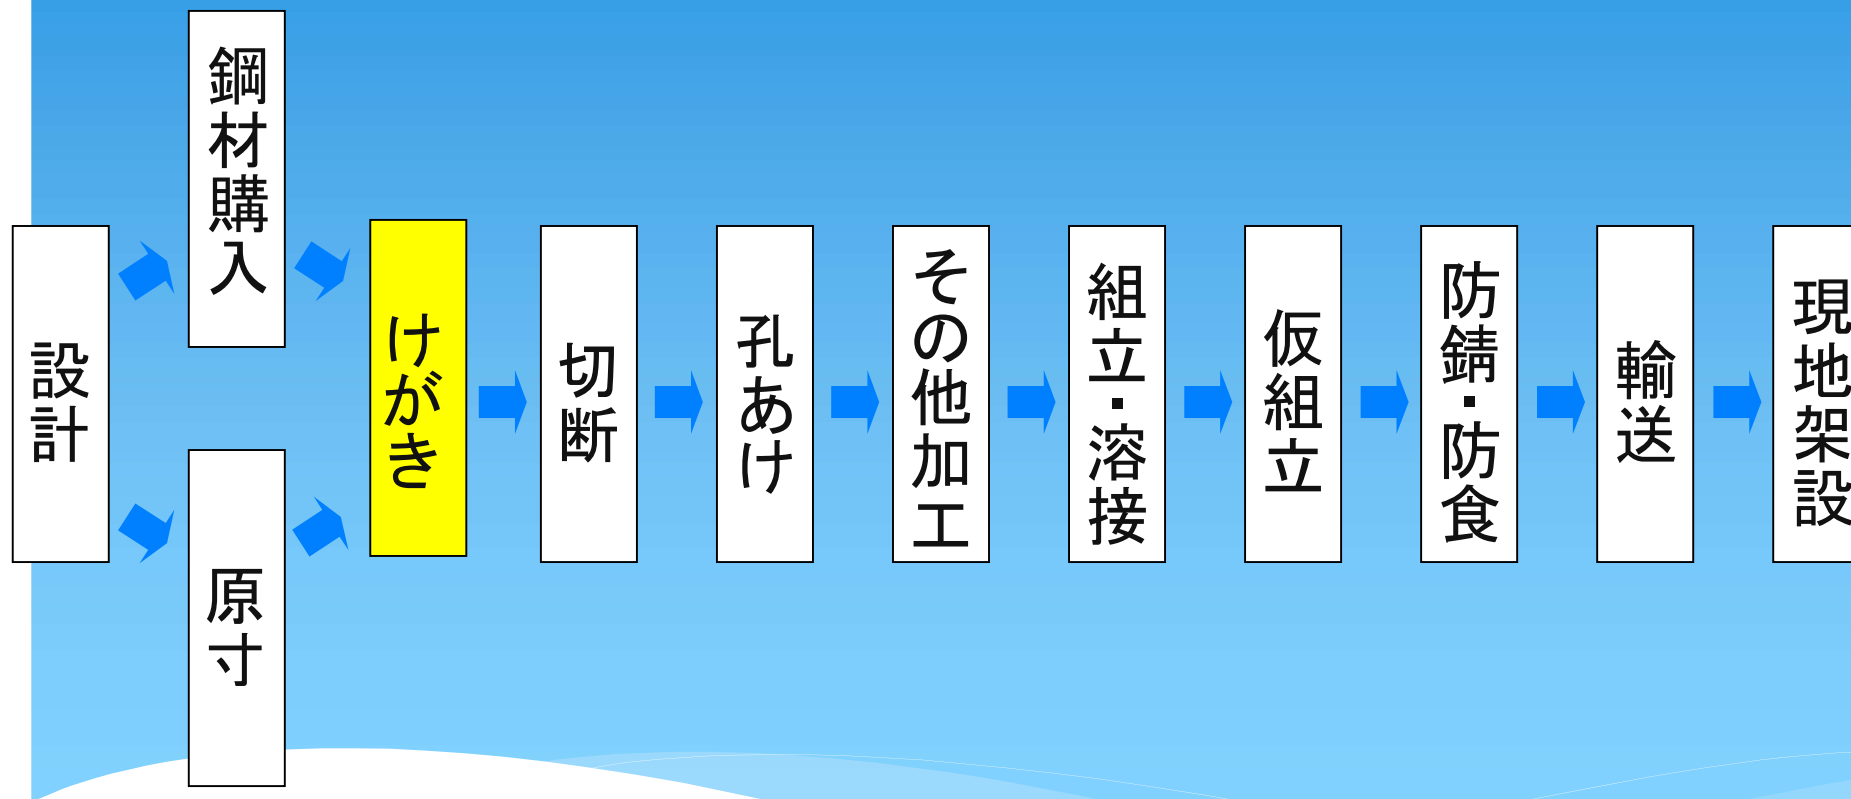 設計
鋼材購入
原寸
けがき
切断
孔あけ
その他加工
組立・溶接
仮組立
防錆・防食
輸送
現地架設